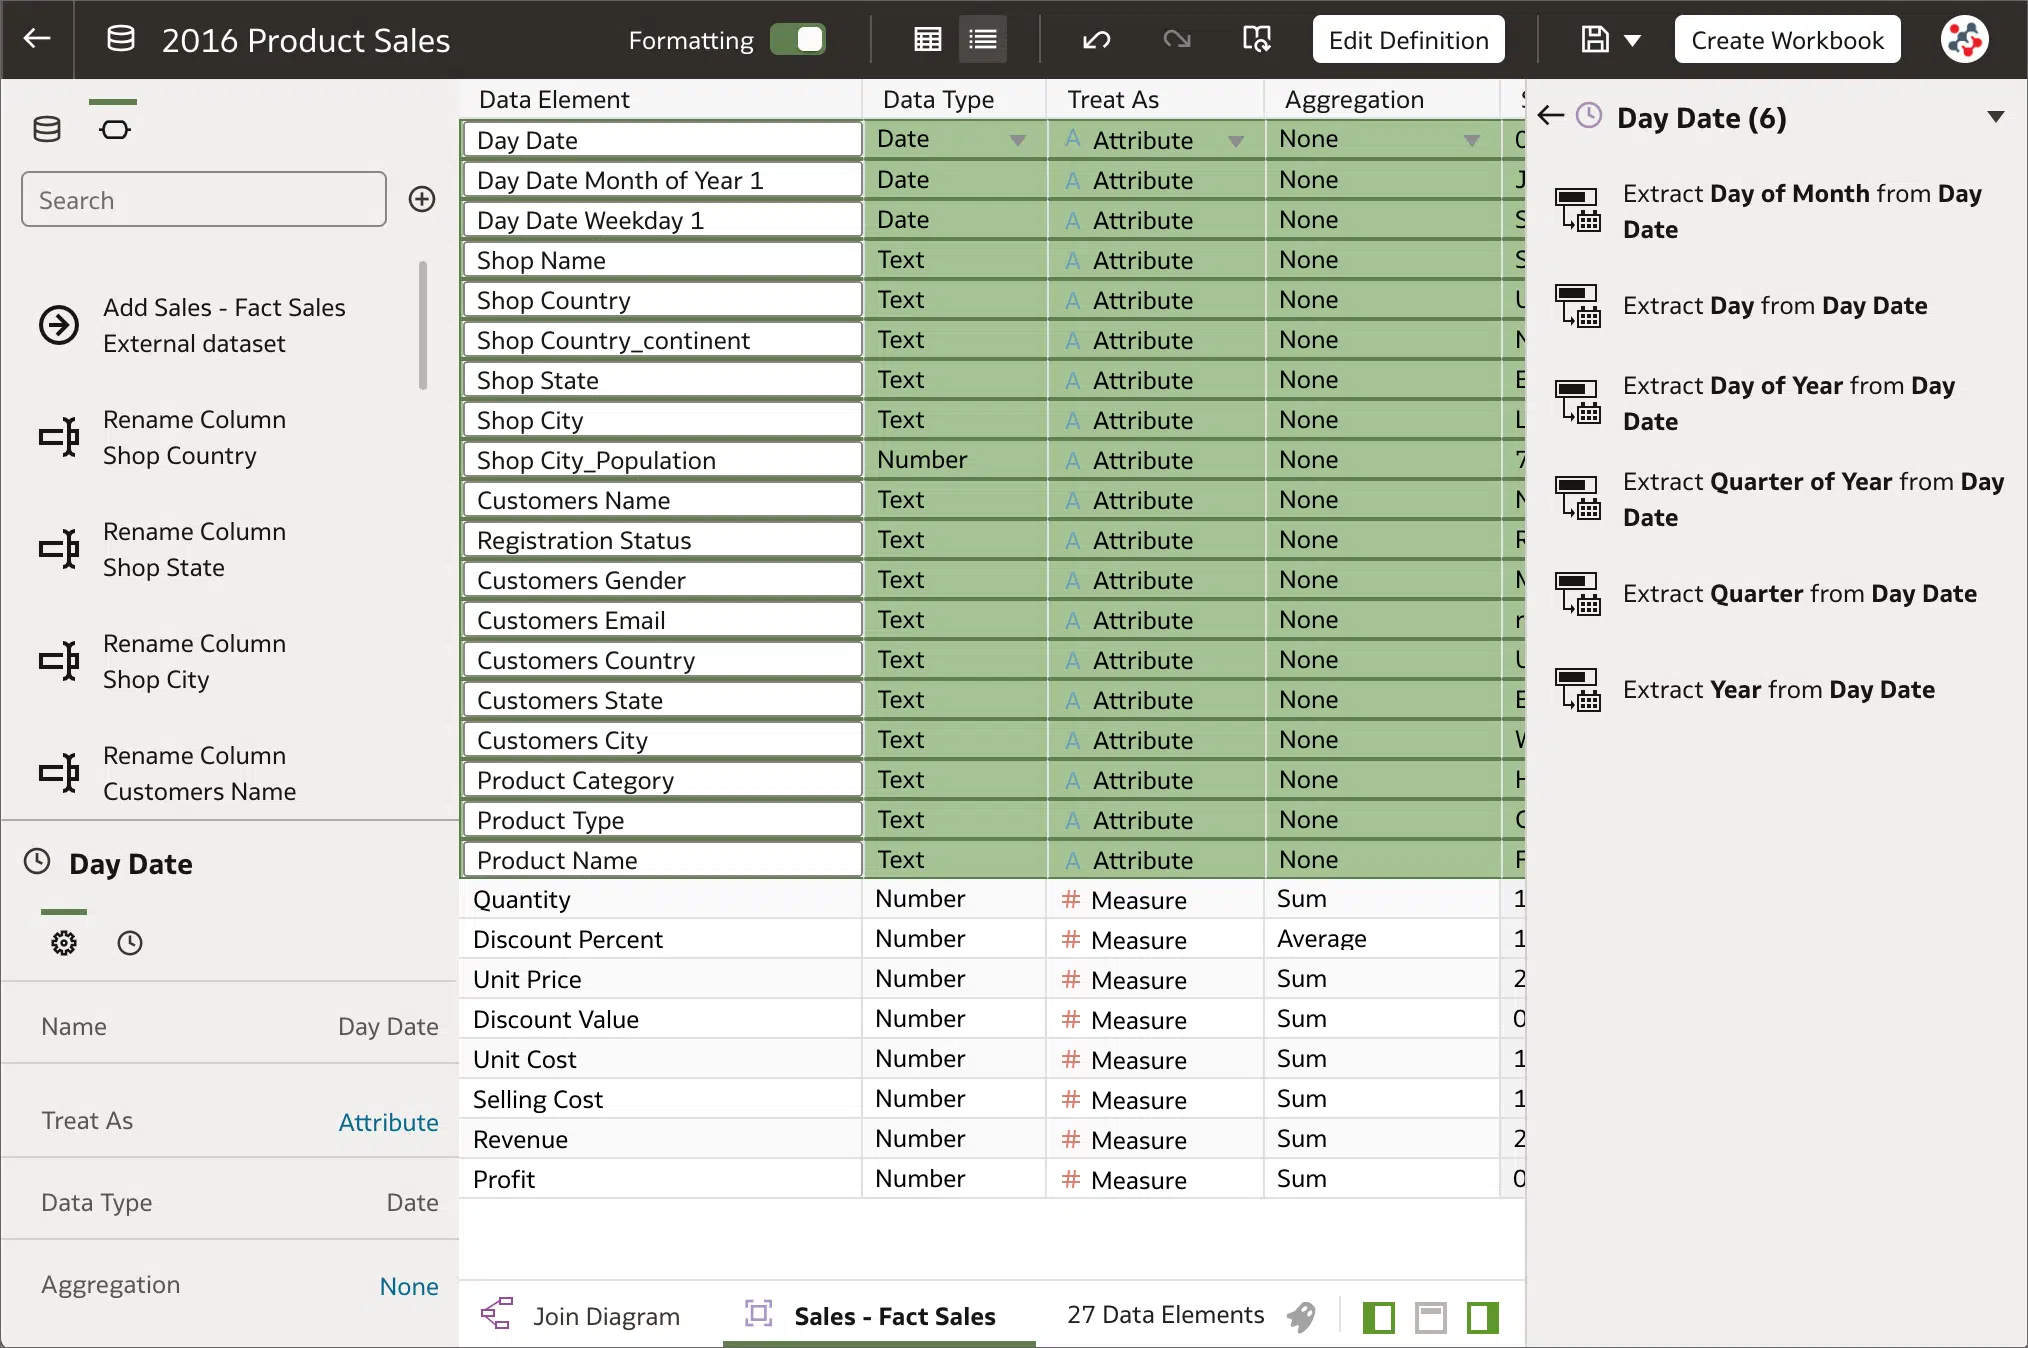 2016 Product Sales
Formatting
Edit Definition
Create Workbook
Search
Add Sales - Fact Sales
External dataset
Rename Column
Shop Country
Rename Column
Shop State
Rename Column
Shop City
Rename Column
Customers Name
Day Date
Name Day Date
Treat As Attribute
Data Type Date
Aggregation None
Data Element Data Type Treat As Aggregation
Day Date Date A Attribute None
Day Date Month of Year 1 Date A Attribute None
Day Date Weekday 1 Date A Attribute None
Shop Name Text A Attribute None
Shop Country Text A Attribute None
Shop Country_continent Text A Attribute None
Shop State Text A Attribute None
Shop City Text A Attribute None
Shop City_Population Number A Attribute None
Customers Name Text A Attribute None
Registration Status Text A Attribute None
Customers Gender Text A Attribute None
Customers Email Text A Attribute None
Customers Country Text A Attribute None
Customers State Text A Attribute None
Customers City Text A Attribute None
Product Category Text A Attribute None
Product Type Text A Attribute None
Product Name Text A Attribute None
Quantity Number # Measure Sum 1
Discount Percent Number # Measure Average 1
Unit Price Number # Measure Sum 2
Discount Value Number # Measure Sum 0
Unit Cost Number # Measure Sum 1
Selling Cost Number # Measure Sum 1
Revenue Number # Measure Sum 2
Profit Number # Measure Sum 0
Join Diagram
Sales - Fact Sales
27 Data Elements
Day Date (6)
Extract Day of Month from Day
Date
Extract Day from Day Date
Extract Day of Year from Day
Date
Extract Quarter of Year from Day
Date
Extract Quarter from Day Date
Extract Year from Day Date